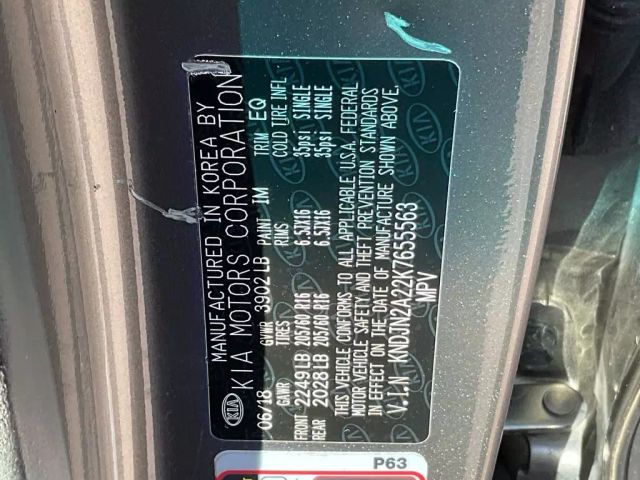 MANUFACTURED IN KOREA BY
KIA MOTORS CORPORATION
KIA
06/18 GVWR 3902 LB PAINT IM TRIM EQ
GAWR TIRES RIMS COLD TIRE INFL
FRONT 2249 LB 205/60 R16 6.5JX16 35psi SINGLE
REAR 2028 LB 205/60 R16 6.5JX16 35psi SINGLE
THIS VEHICLE CONFORMS TO ALL APPLICABLE U.S.A. FEDERAL
MOTOR VEHICLE SAFETY AND THEFT PREVENTION STANDARDS
IN EFFECT ON THE DATE OF MANUFACTURE SHOWN ABOVE.
V.I.N KNDJN2A22K7655563
MPV
P63